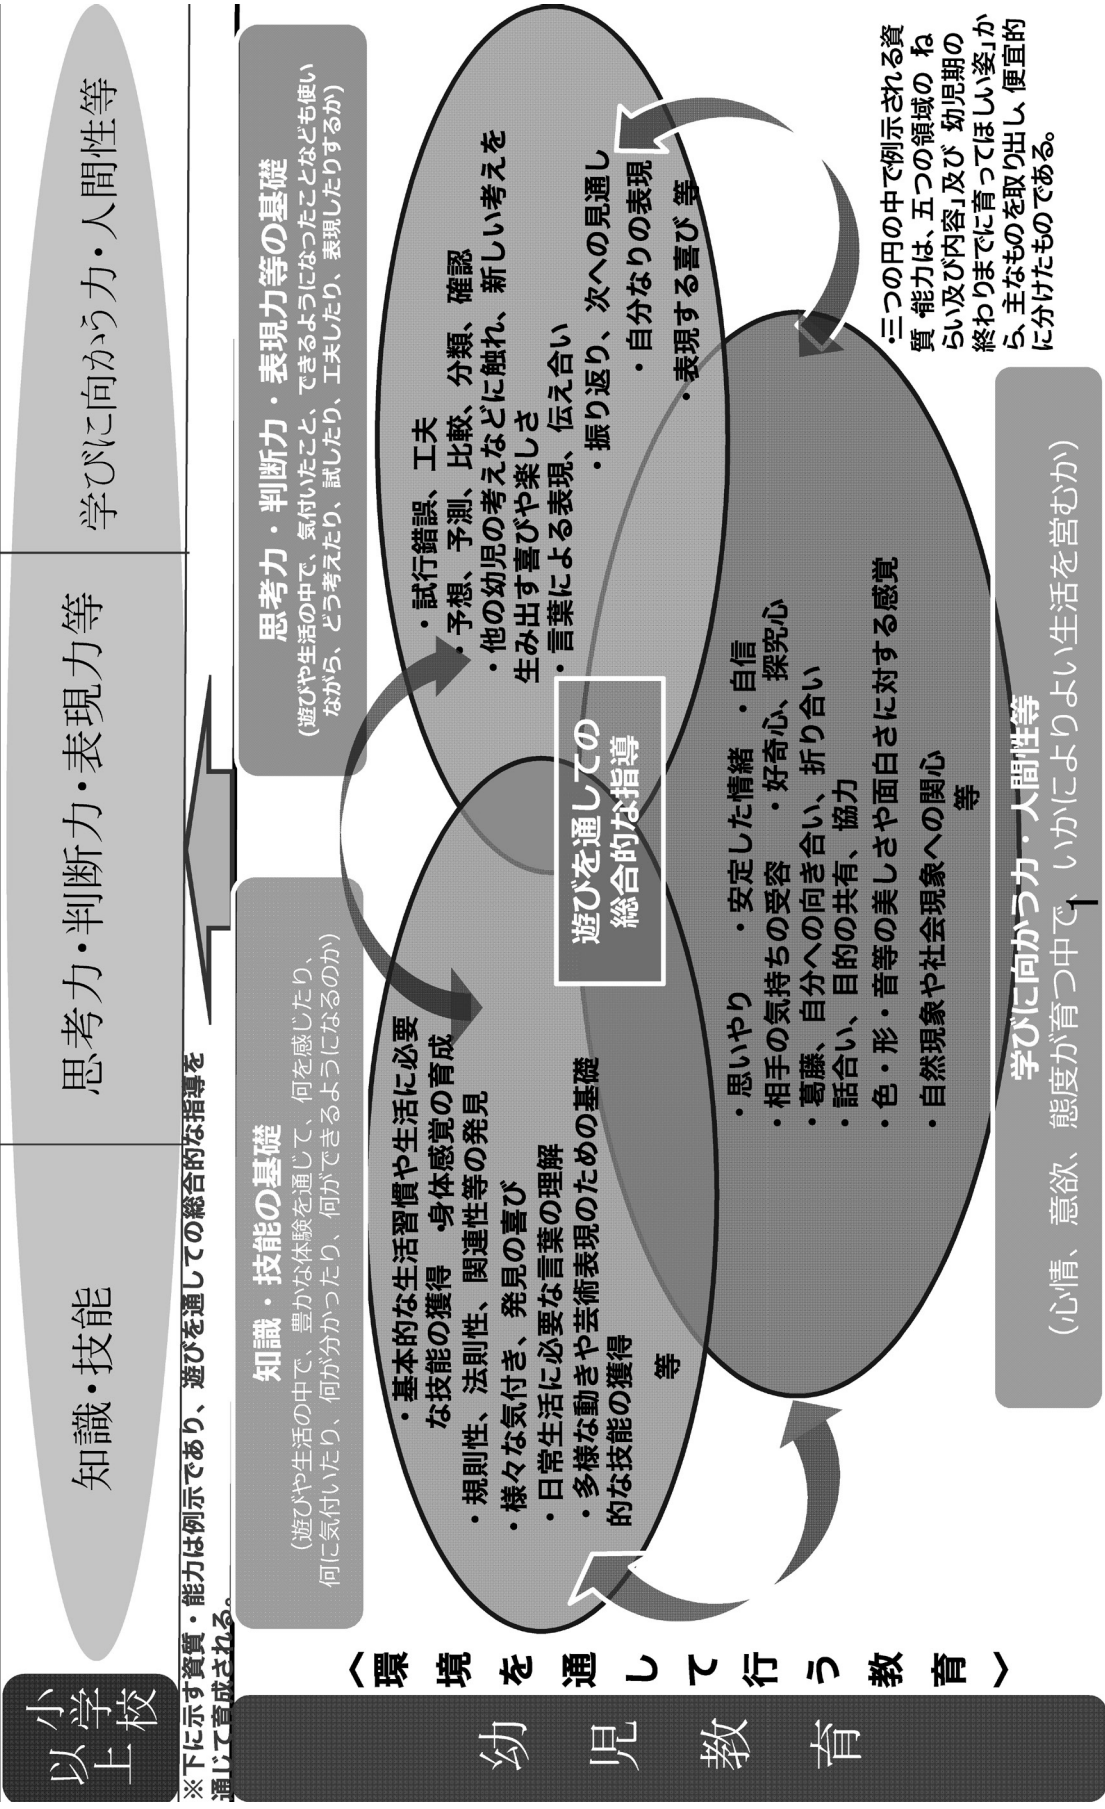 小学校
以上
知識・技能
思考力・判断力・表現力等
学びに向かう力・人間性等
※下に示す資質・能力は例示であり、遊びを通しての総合的な指導を
通じて育成される。
幼児教育
〈環境を通して行う教育〉
知識・技能の基礎
(遊びや生活の中で、豊かな体験を通じて、何を感じたり、
何に気付いたり、何が分かったり、何ができるようになるのか)
思考力・判断力・表現力等の基礎
(遊びや生活の中で、気付いたこと、できるようになったことなども使い
ながら、どう考えたり、試したり、工夫したり、表現したりするか)
・基本的な生活習慣や生活に必要
な技能の獲得 ・身体感覚の育成
・規則性、法則性、関連性等の発見
・様々な気付き、発見の喜び
・日常生活に必要な言葉の理解
・多様な動きや芸術表現のための基礎
的な技能の獲得
等
・試行錯誤、工夫
・予想、予測、比較、分類、確認
・他の幼児の考えなどに触れ、新しい考えを
生み出す喜びや楽しさ
・言葉による表現、伝え合い
・振り返り、次への見通し
・自分なりの表現
・表現する喜び 等
遊びを通しての
総合的な指導
・思いやり ・安定した情緒 ・自信
・相手の気持ちの受容 ・好奇心、探究心
・葛藤、自分への向き合い、折り合い
・話合い、目的の共有、協力
・色・形・音等の美しさや面白さに対する感覚
・自然現象や社会現象への関心
等
・三つの円の中で例示される資
質・能力は、五つの領域の「ね
らい及び内容」及び「幼児期の
終わりまでに育ってほしい姿」か
ら、主なものを取り出し、便宜的
に分けたものである。
学びに向かう力・人間性等
(心情、意欲、態度が育つ中で、いかによりよい生活を営むか)
1